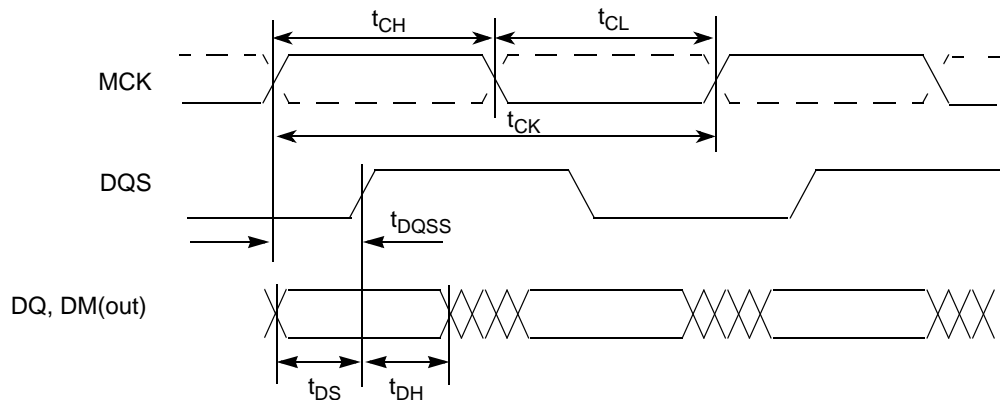 tCH
tCL
MCK
tCK
DQS
tDQSS
DQ, DM(out)
tDS
tDH